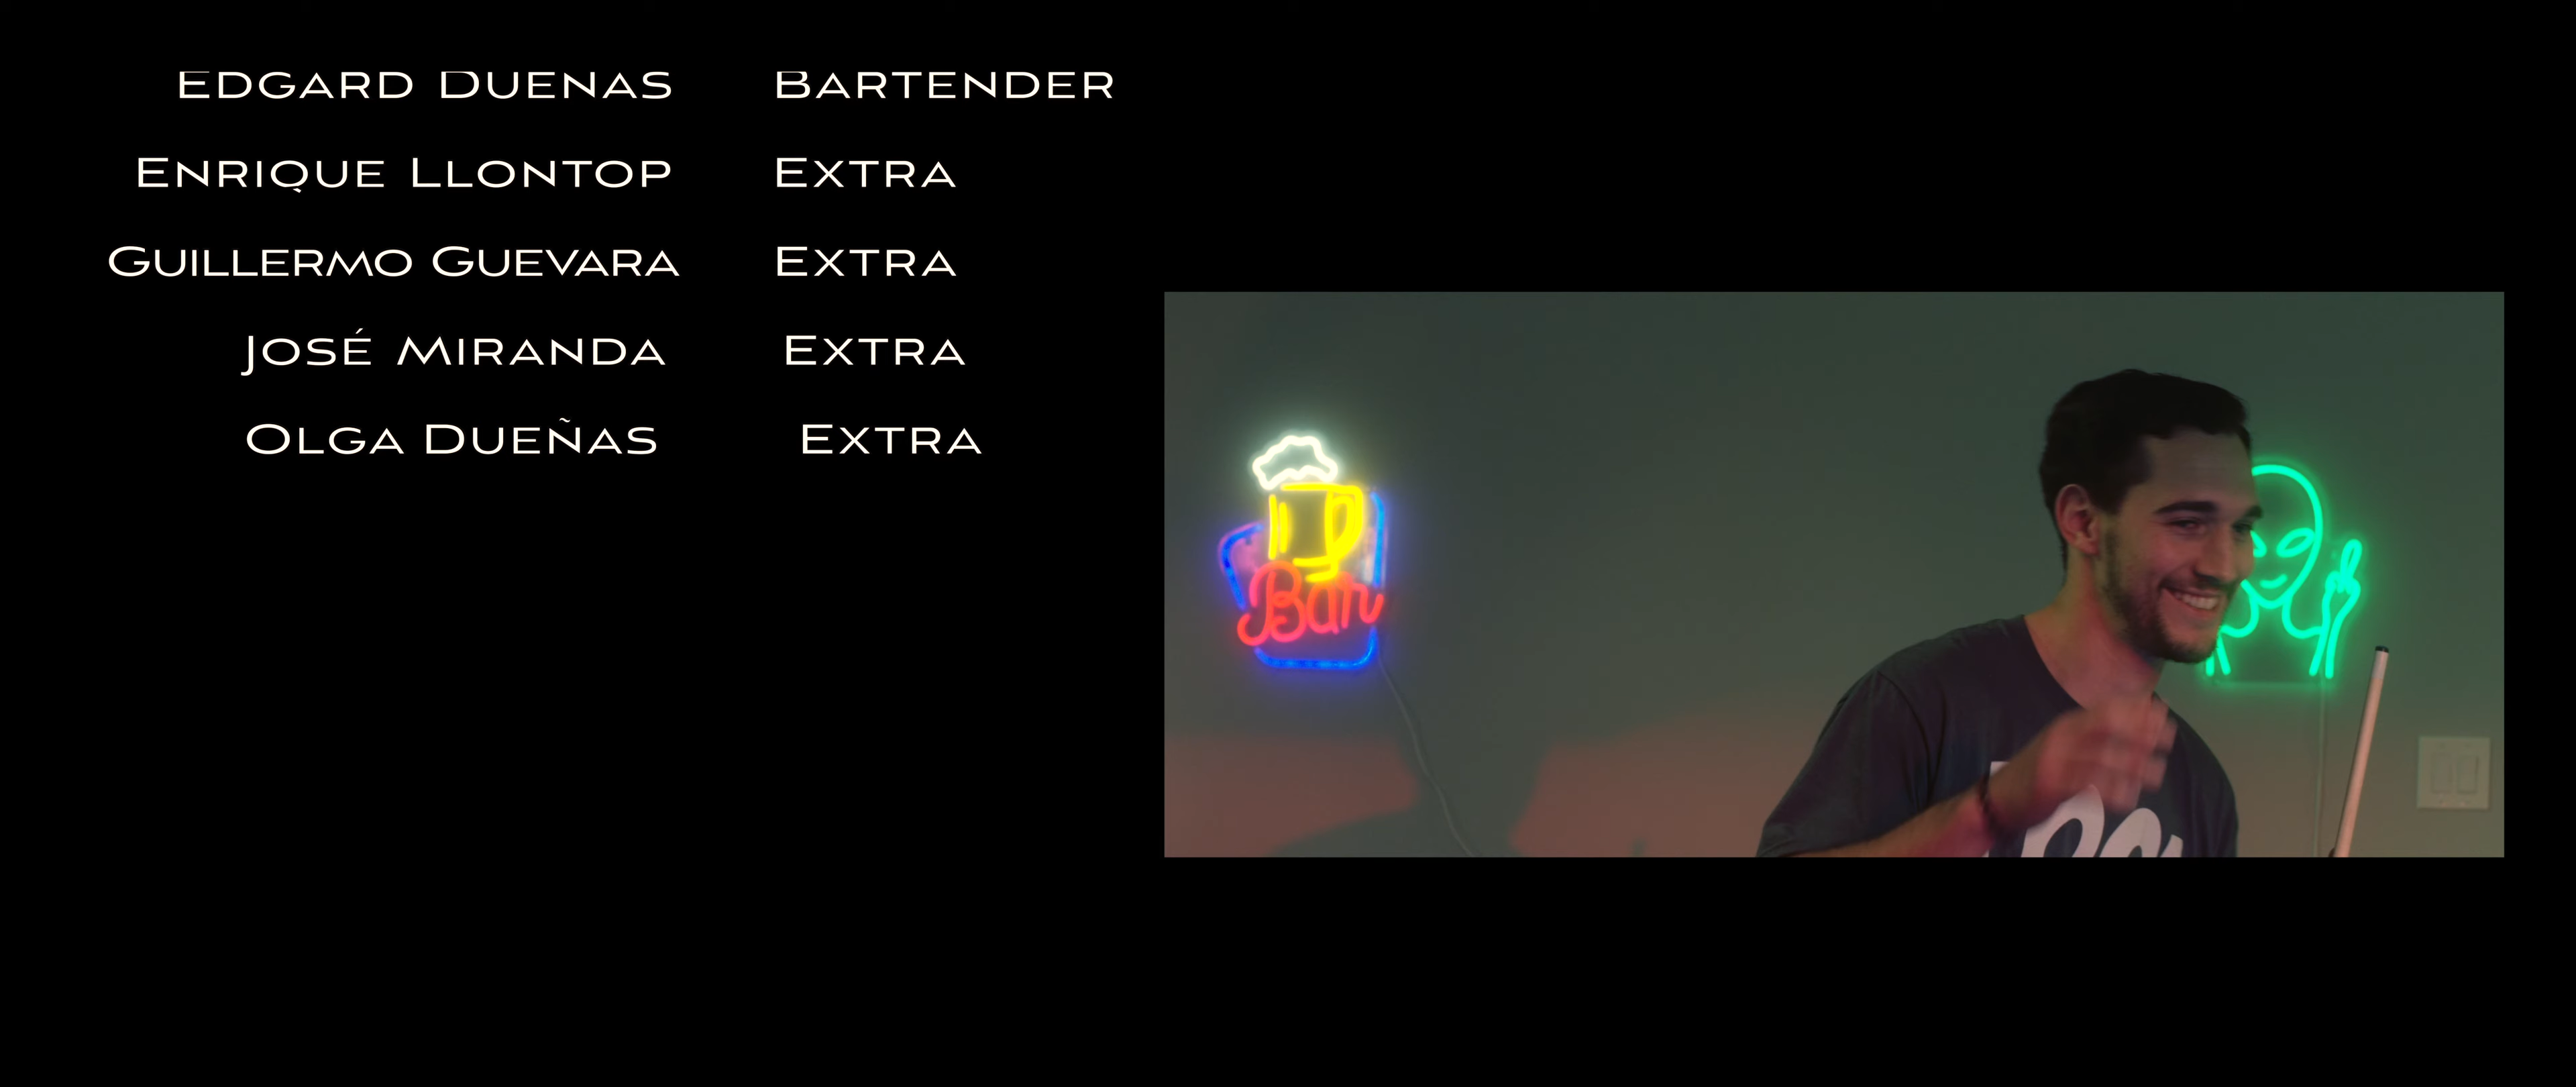 EDGARD DUENAS BARTENDER
ENRIQUE LLONTOP EXTRA
GUILLERMO GUEVARA EXTRA
JOSÉ MIRANDA EXTRA
OLGA DUEÑAS EXTRA
Bar